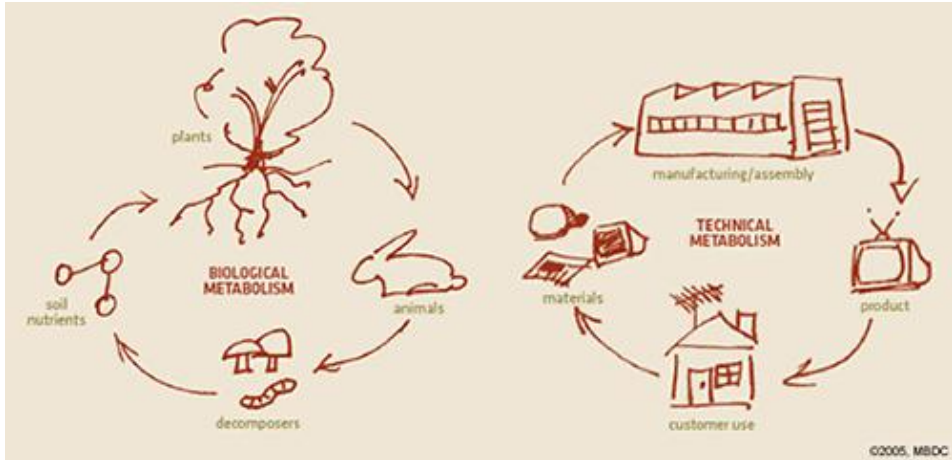 plants
BIOLOGICAL
METABOLISM
soil
nutrients
animals
decomposers
manufacturing/assembly
TECHNICAL
METABOLISM
materials
product
customer use
©2005, MBDC